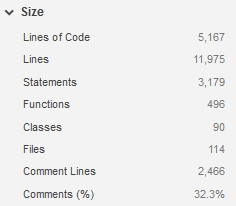 Size
Lines of Code 5,167
Lines 11,975
Statements 3,179
Functions 496
Classes 90
Files 114
Comment Lines 2,466
Comments (%) 32.3%